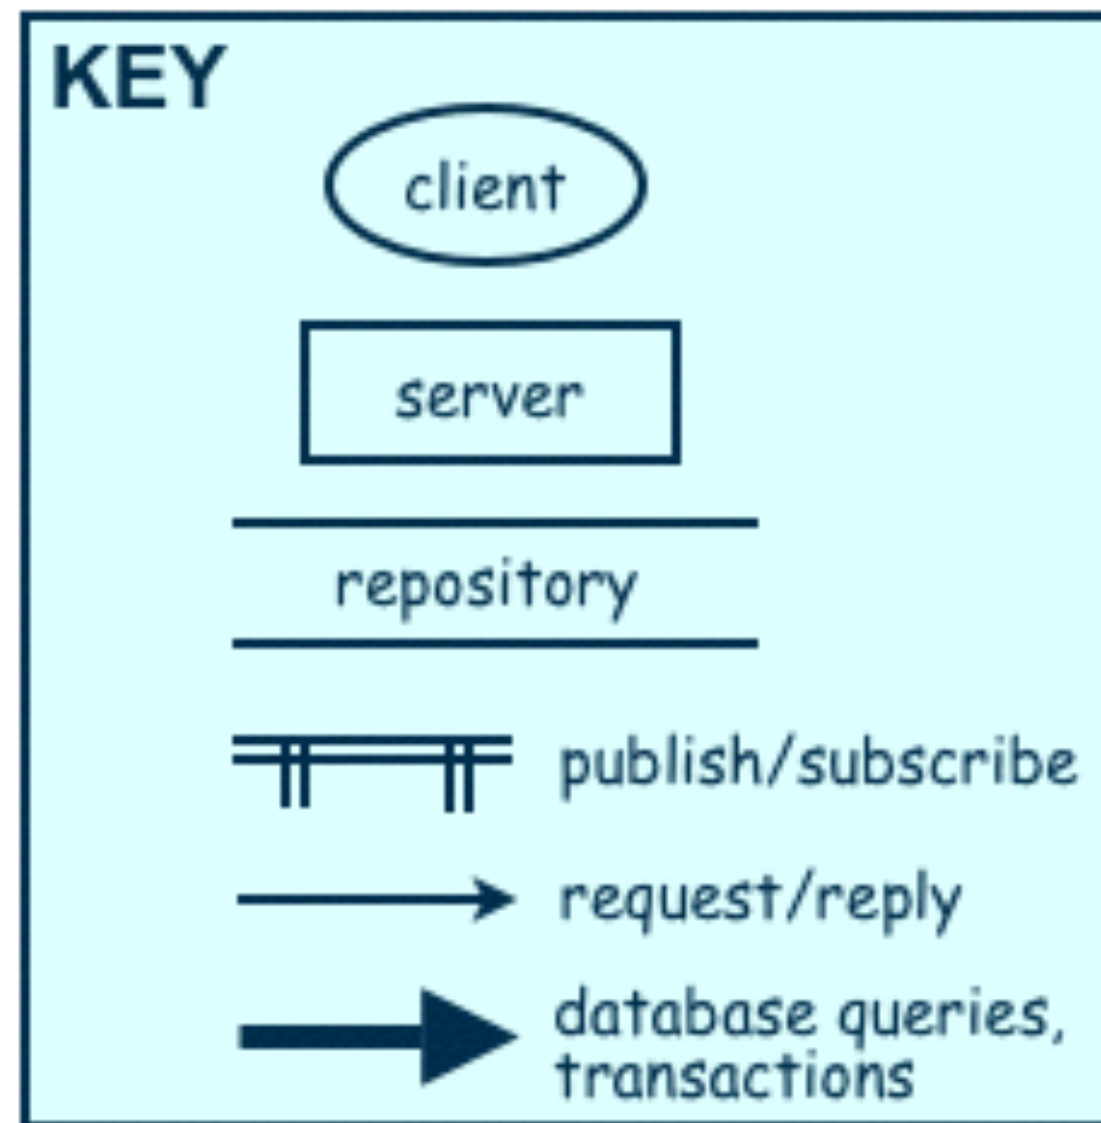 KEY
client
server
repository
publish/subscribe
request/reply
database queries,
transactions